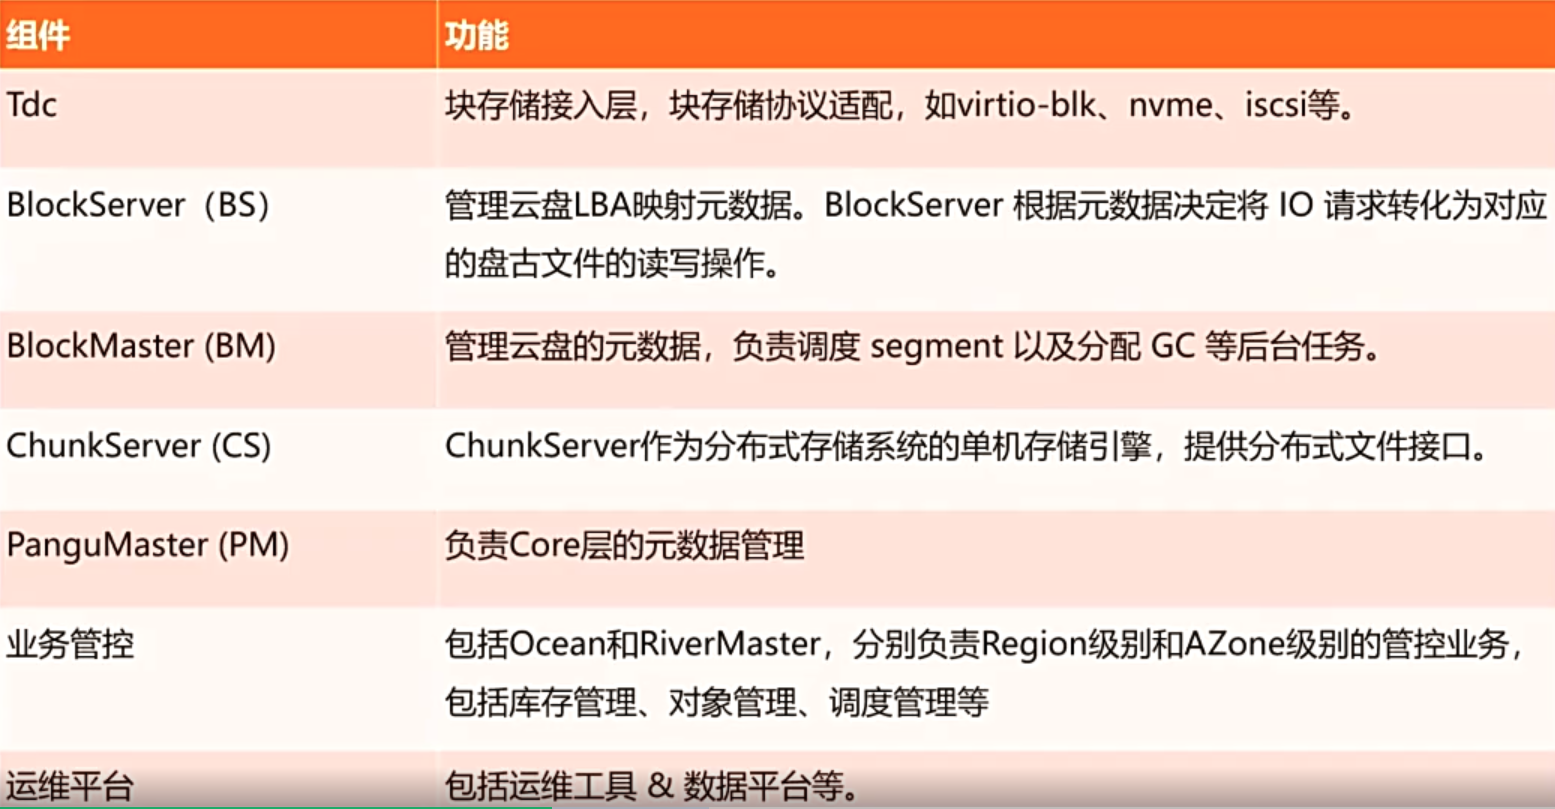 组件 功能
Tdc 块存储接入层，块存储协议适配，如virtio-blk、nvme、iscsi等。
BlockServer（BS） 管理云盘LBA映射元数据。BlockServer 根据元数据决定将 IO 请求转化为对应
的盘古文件的读写操作。
BlockMaster (BM) 管理云盘的元数据，负责调度 segment 以及分配 GC 等后台任务。
ChunkServer (CS) ChunkServer作为分布式存储系统的单机存储引擎，提供分布式文件接口。
PanguMaster (PM) 负责Core层的元数据管理
业务管控 包括Ocean和RiverMaster，分别负责Region级别和AZone级别的管控业务，
包括库存管理、对象管理、调度管理等
运维平台 包括运维工具 & 数据平台等。